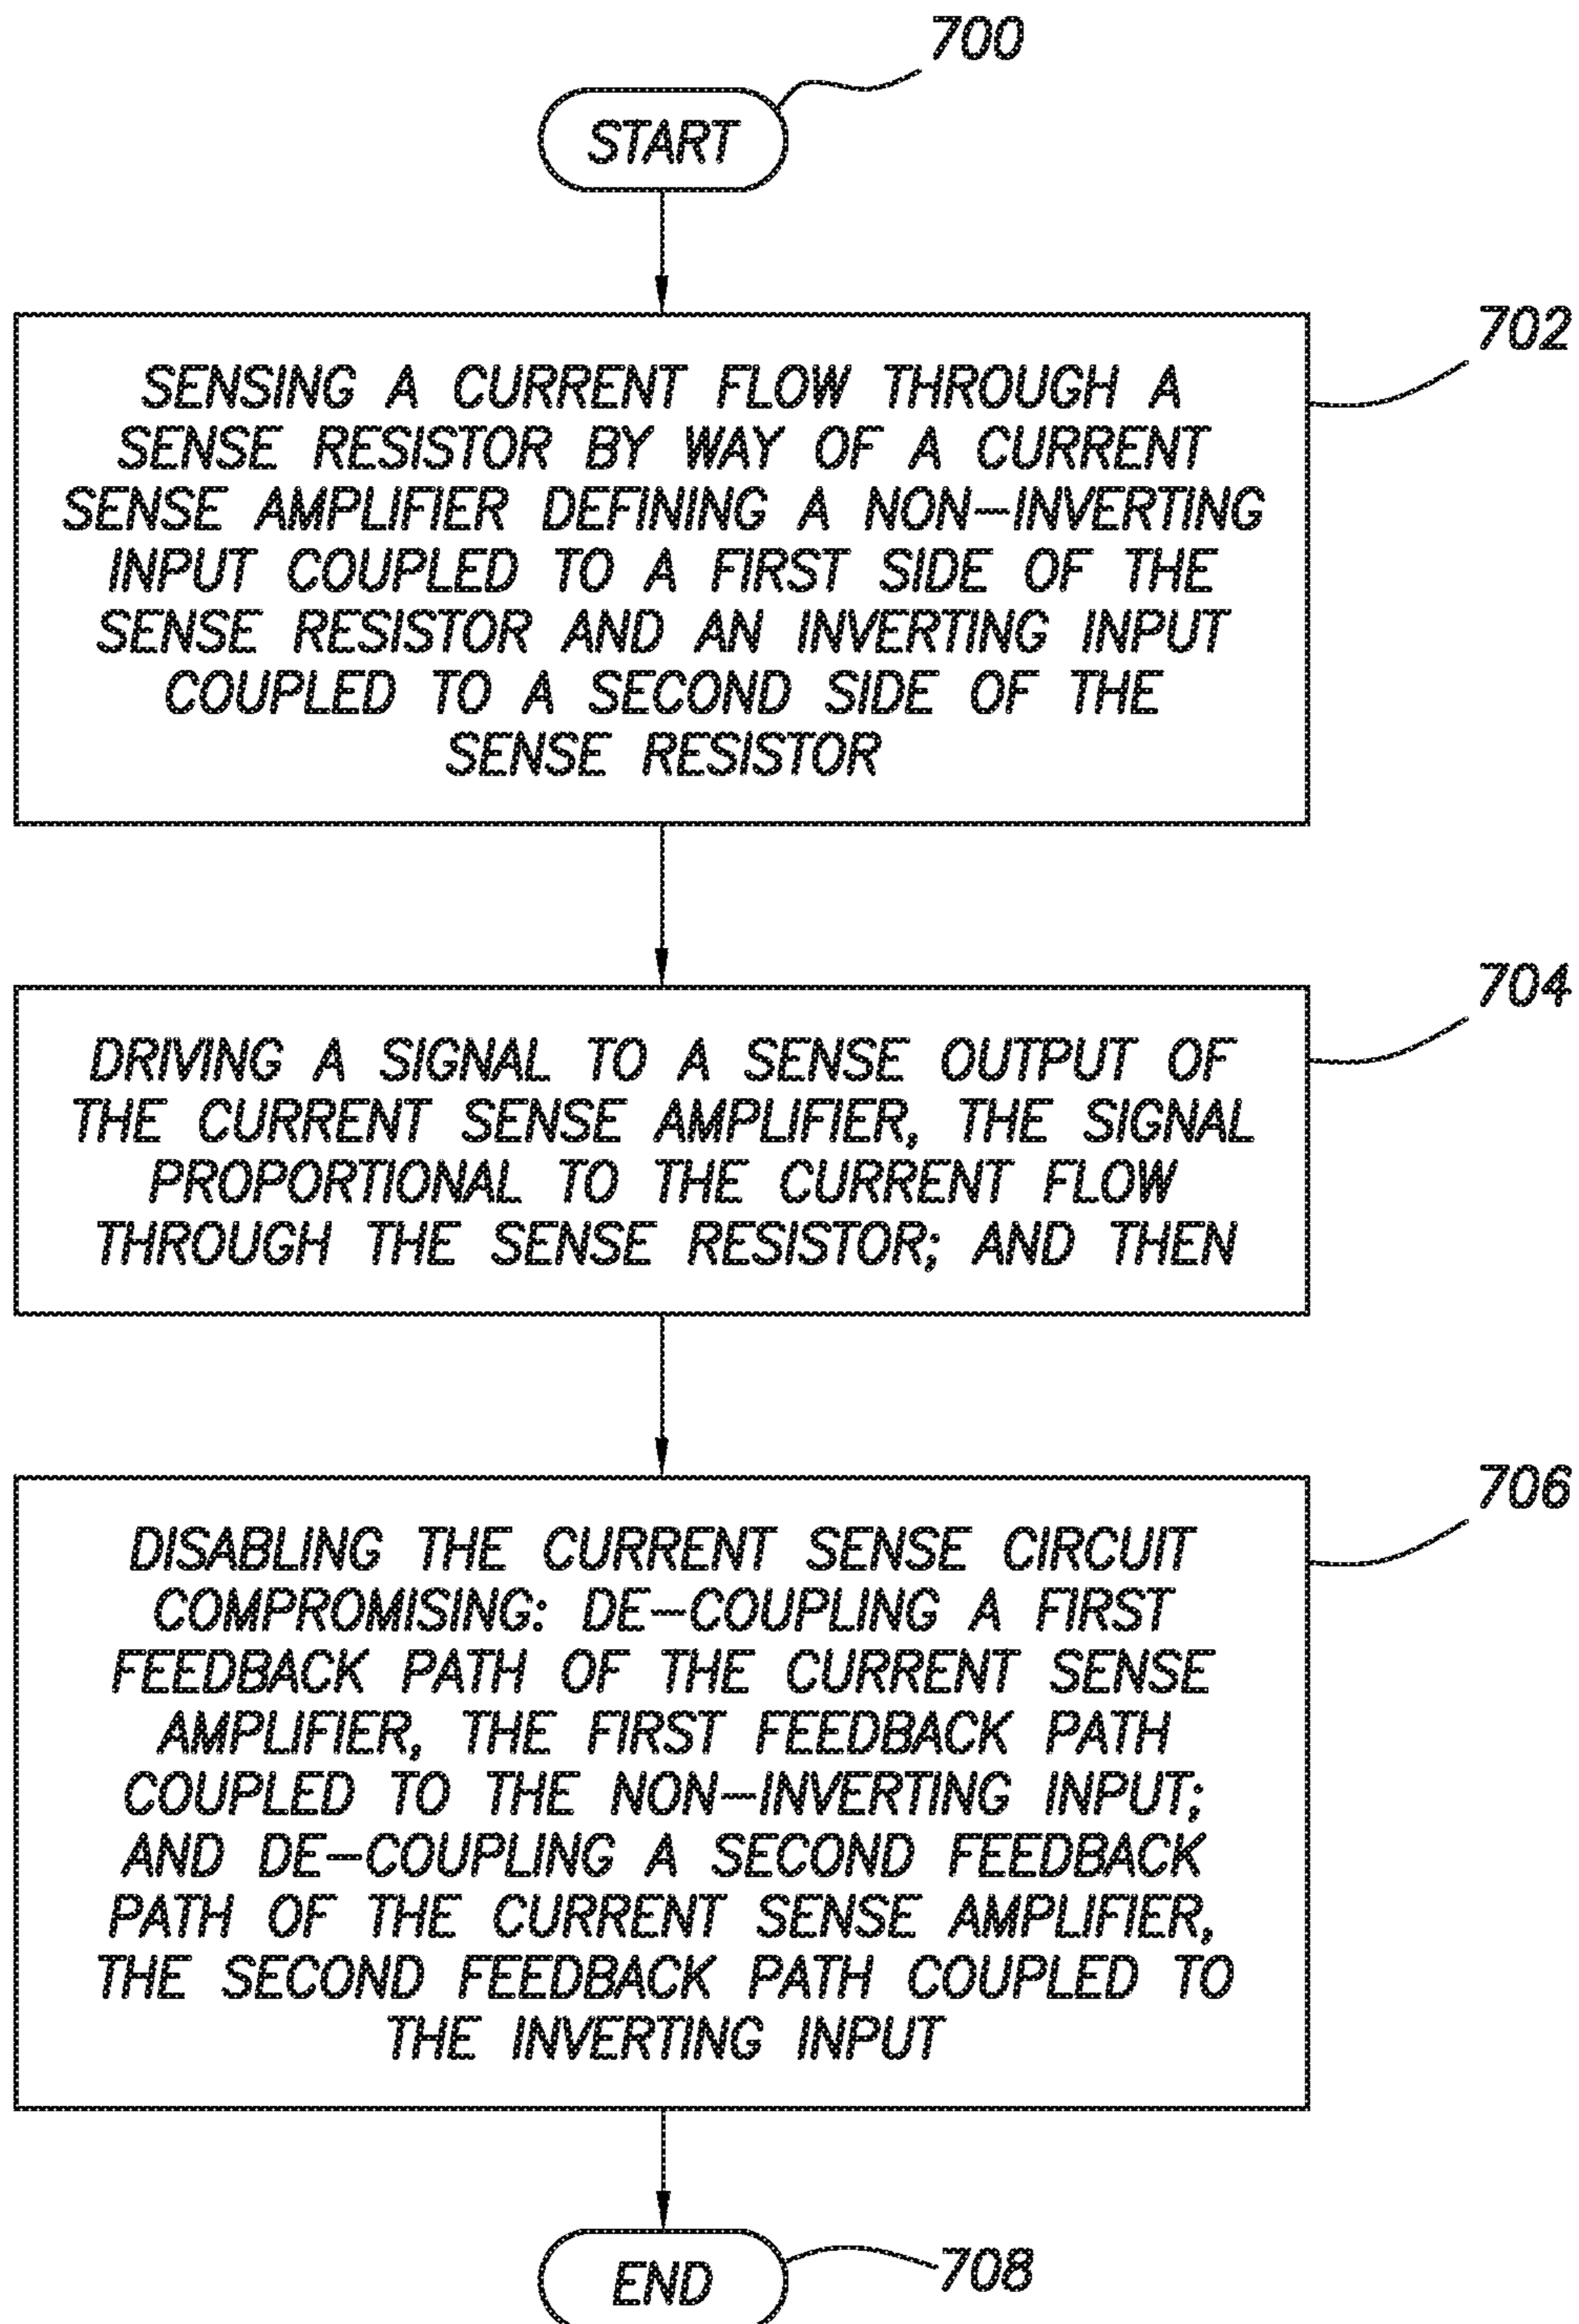 700
START
702
SENSING A CURRENT FLOW THROUGH A
SENSE RESISTOR BY WAY OF A CURRENT
SENSE AMPLIFIER DEFINING A NON-INVERTING
INPUT COUPLED TO A FIRST SIDE OF THE
SENSE RESISTOR AND AN INVERTING INPUT
COUPLED TO A SECOND SIDE OF THE
SENSE RESISTOR
704
DRIVING A SIGNAL TO A SENSE OUTPUT OF
THE CURRENT SENSE AMPLIFIER, THE SIGNAL
PROPORTIONAL TO THE CURRENT FLOW
THROUGH THE SENSE RESISTOR; AND THEN
706
DISABLING THE CURRENT SENSE CIRCUIT
COMPROMISING: DE-COUPLING A FIRST
FEEDBACK PATH OF THE CURRENT SENSE
AMPLIFIER, THE FIRST FEEDBACK PATH
COUPLED TO THE NON-INVERTING INPUT;
AND DE-COUPLING A SECOND FEEDBACK
PATH OF THE CURRENT SENSE AMPLIFIER,
THE SECOND FEEDBACK PATH COUPLED TO
THE INVERTING INPUT
END
708